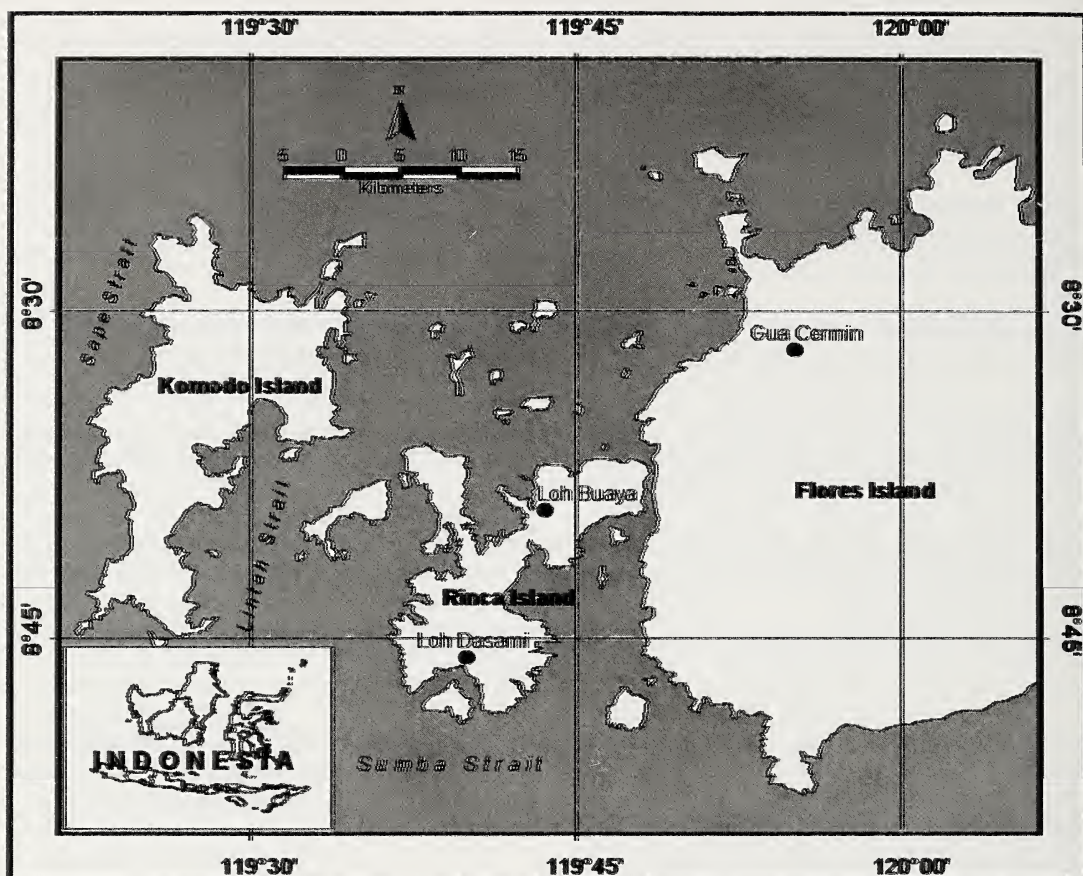 119°30' 119°45' 120°00'
N
5 0 5 10 15
Kilometers
Sape Strait
8°30' 8°30'
Gua Cermin
Komodo Island
Flores Island
Loh Buaya
Lintah Strait
Rinca Island
8°45' 8°45'
Loh Dasami
INDONESIA
Sumba Strait
119°30' 119°45' 120°00'